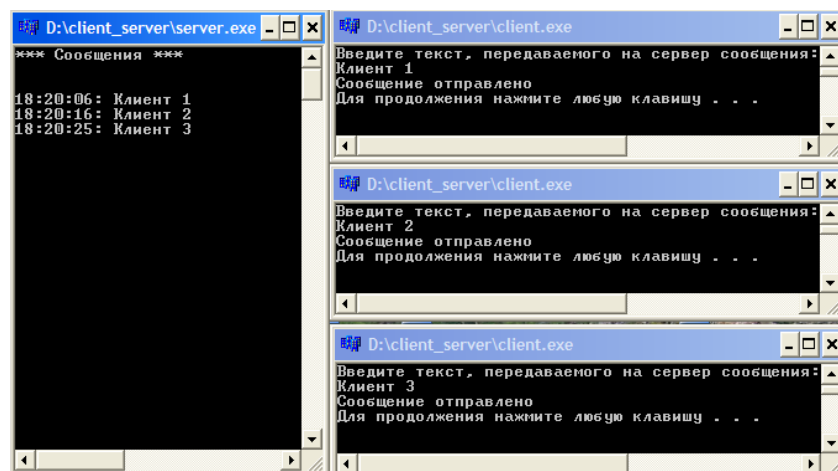 D:\client_server\server.exe
*** Сообщения ***
18:20:06: Клиент 1
18:20:16: Клиент 2
18:20:25: Клиент 3
D:\client_server\client.exe
Введите текст, передаваемого на сервер сообщения:
Клиент 1
Сообщение отправлено
Для продолжения нажмите любую клавишу . . .
D:\client_server\client.exe
Введите текст, передаваемого на сервер сообщения:
Клиент 2
Сообщение отправлено
Для продолжения нажмите любую клавишу . . .
D:\client_server\client.exe
Введите текст, передаваемого на сервер сообщения:
Клиент 3
Сообщение отправлено
Для продолжения нажмите любую клавишу . . .